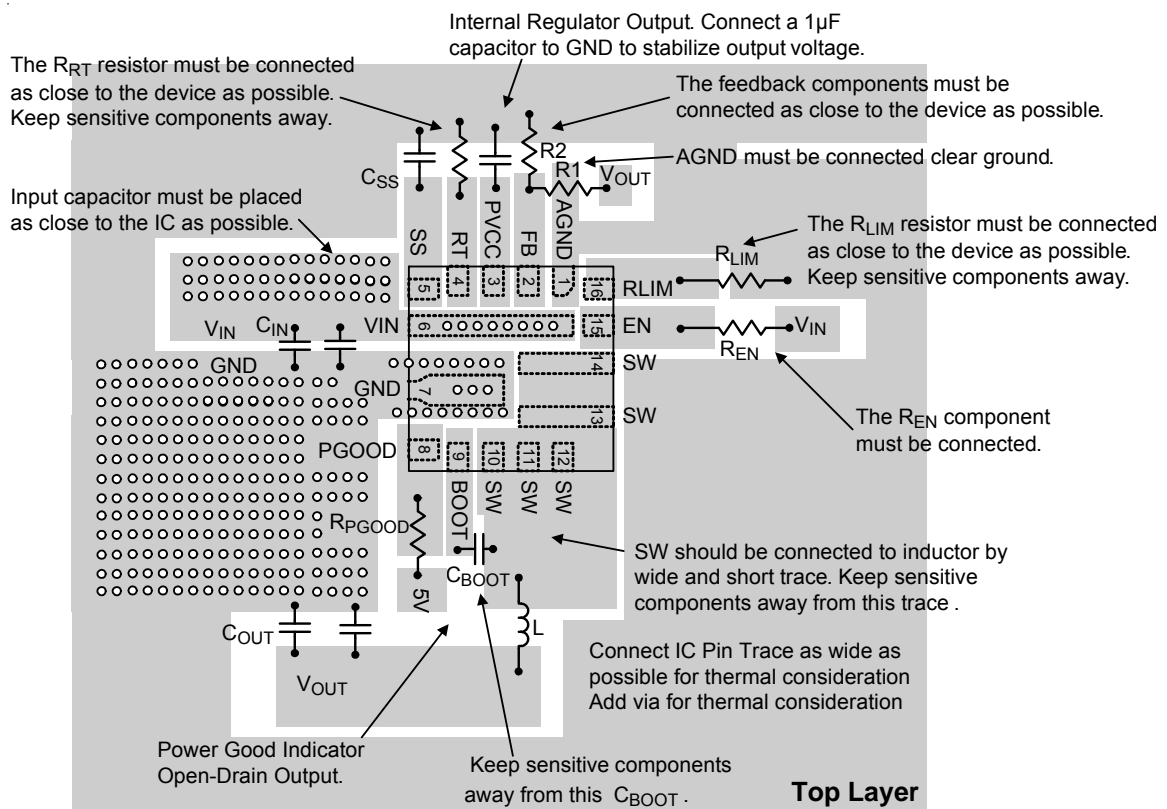 Internal Regulator Output. Connect a 1µF
capacitor to GND to stabilize output voltage.
The RRT resistor must be connected
as close to the device as possible.
Keep sensitive components away.
The feedback components must be
connected as close to the device as possible.
AGND must be connected clear ground.
Input capacitor must be placed
as close to the IC as possible.
The RLIM resistor must be connected
as close to the device as possible.
Keep sensitive components away.
CSS
R2
R1
VOUT
SS
RT
PVCC
FB
AGND
5
4
3
2
1
16
RLIM
RLIM
VIN
CIN
VIN
6
15
EN
REN
VIN
GND
GND
7
14
SW
13
SW
The REN component
must be connected.
PGOOD
8
9
10
11
12
BOOT
SW
SW
SW
RPGOOD
5V
CBOOT
L
SW should be connected to inductor by
wide and short trace. Keep sensitive
components away from this trace .
COUT
VOUT
Connect IC Pin Trace as wide as
possible for thermal consideration
Add via for thermal consideration
Power Good Indicator
Open-Drain Output.
Keep sensitive components
away from this CBOOT .
Top Layer